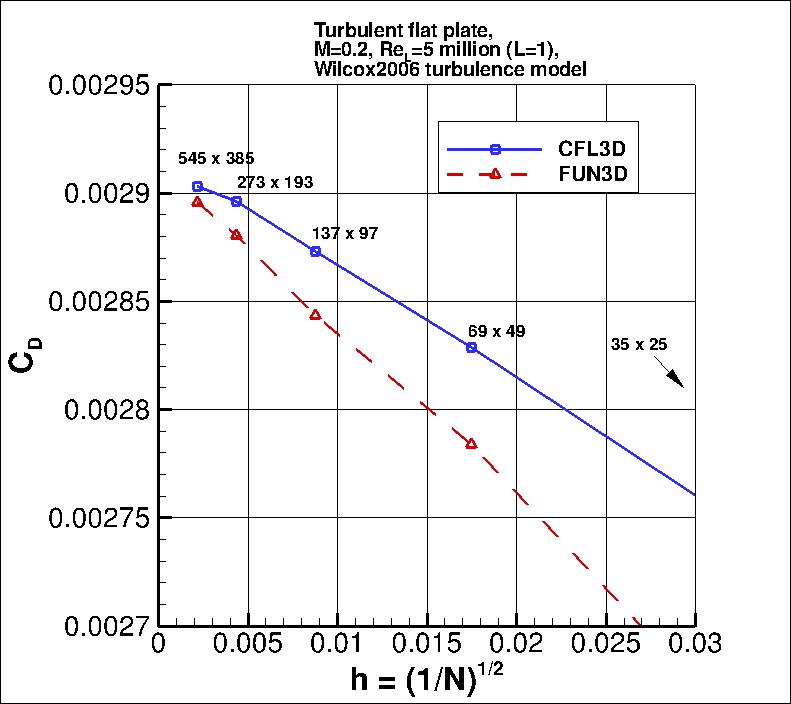 Turbulent flat plate,
M=0.2, Re_L=5 million (L=1),
Wilcox2006 turbulence model
0.00295
CFL3D
545 x 385
FUN3D
273 x 193
0.0029
137 x 97
0.00285
69 x 49
35 x 25
C_D
0.0028
0.00275
0.0027
0 0.005 0.01 0.015 0.02 0.025 0.03
h = (1/N)^1/2